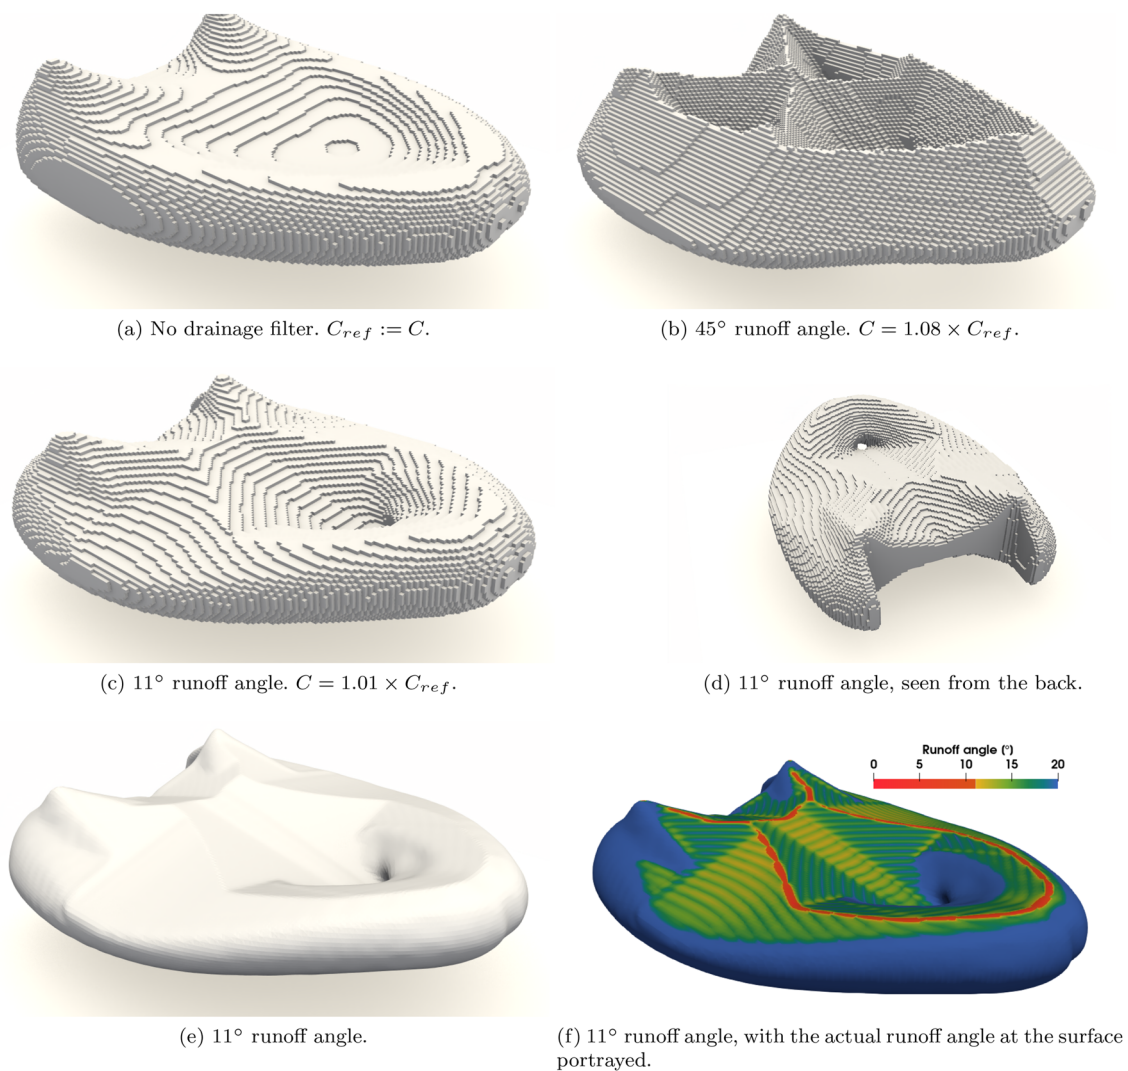 (a) No drainage filter. C_ref := C.
(b) 45° runoff angle. C = 1.08 × C_ref.
(c) 11° runoff angle. C = 1.01 × C_ref.
(d) 11° runoff angle, seen from the back.
Runoff angle (°)
0 5 10 15 20
(e) 11° runoff angle.
(f) 11° runoff angle, with the actual runoff angle at the surface
portrayed.